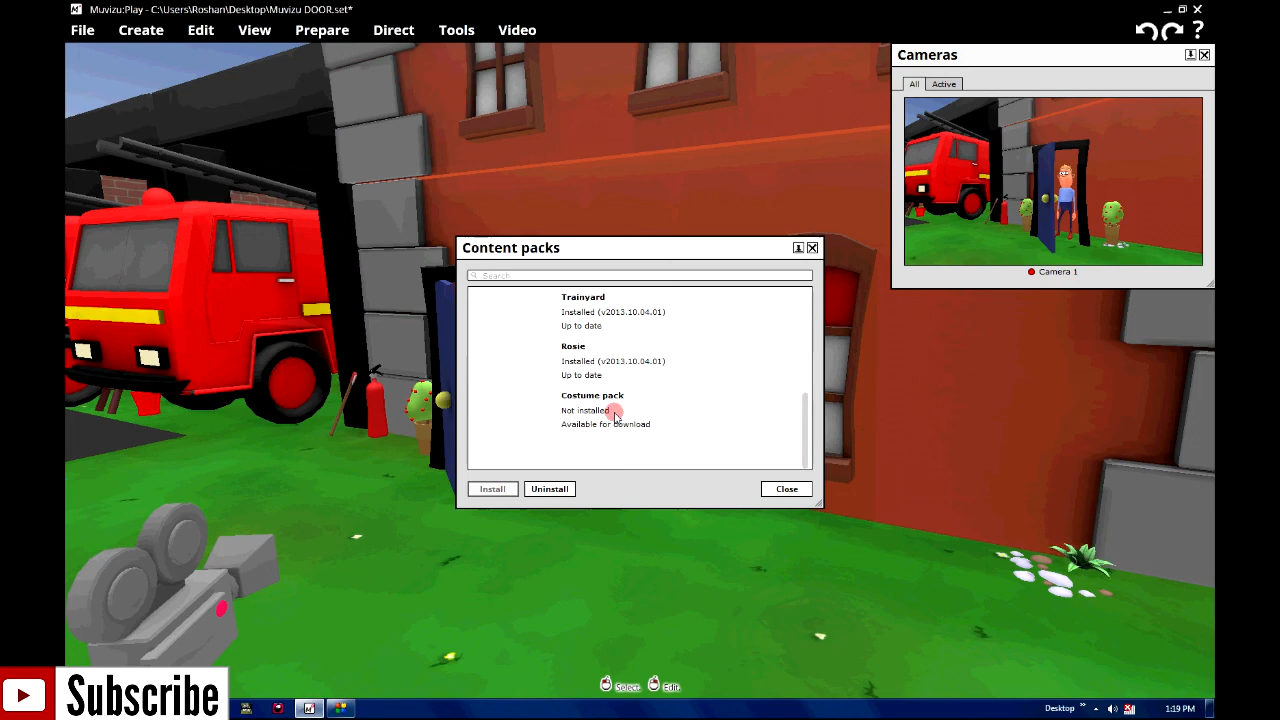 Muvizu:Play - C:\Users\Roshan\Desktop\Muvizu DOOR.set*
File Create Edit View Prepare Direct Tools Video ?
Cameras
All Active
Camera 1
Content packs
Search
Trainyard
Installed (v2013.10.04.01)
Up to date
Rosie
Installed (v2013.10.04.01)
Up to date
Costume pack
Not installed
Available for download
Install Uninstall Close
Select. Edit.
Subscribe
Desktop 1:19 PM